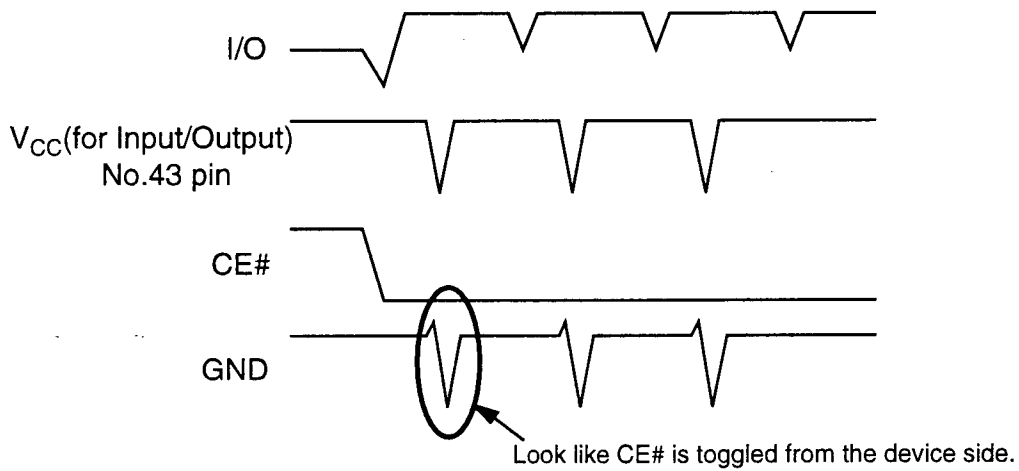 I/O
VCC(for Input/Output)
No.43 pin
CE#
GND
Look like CE# is toggled from the device side.